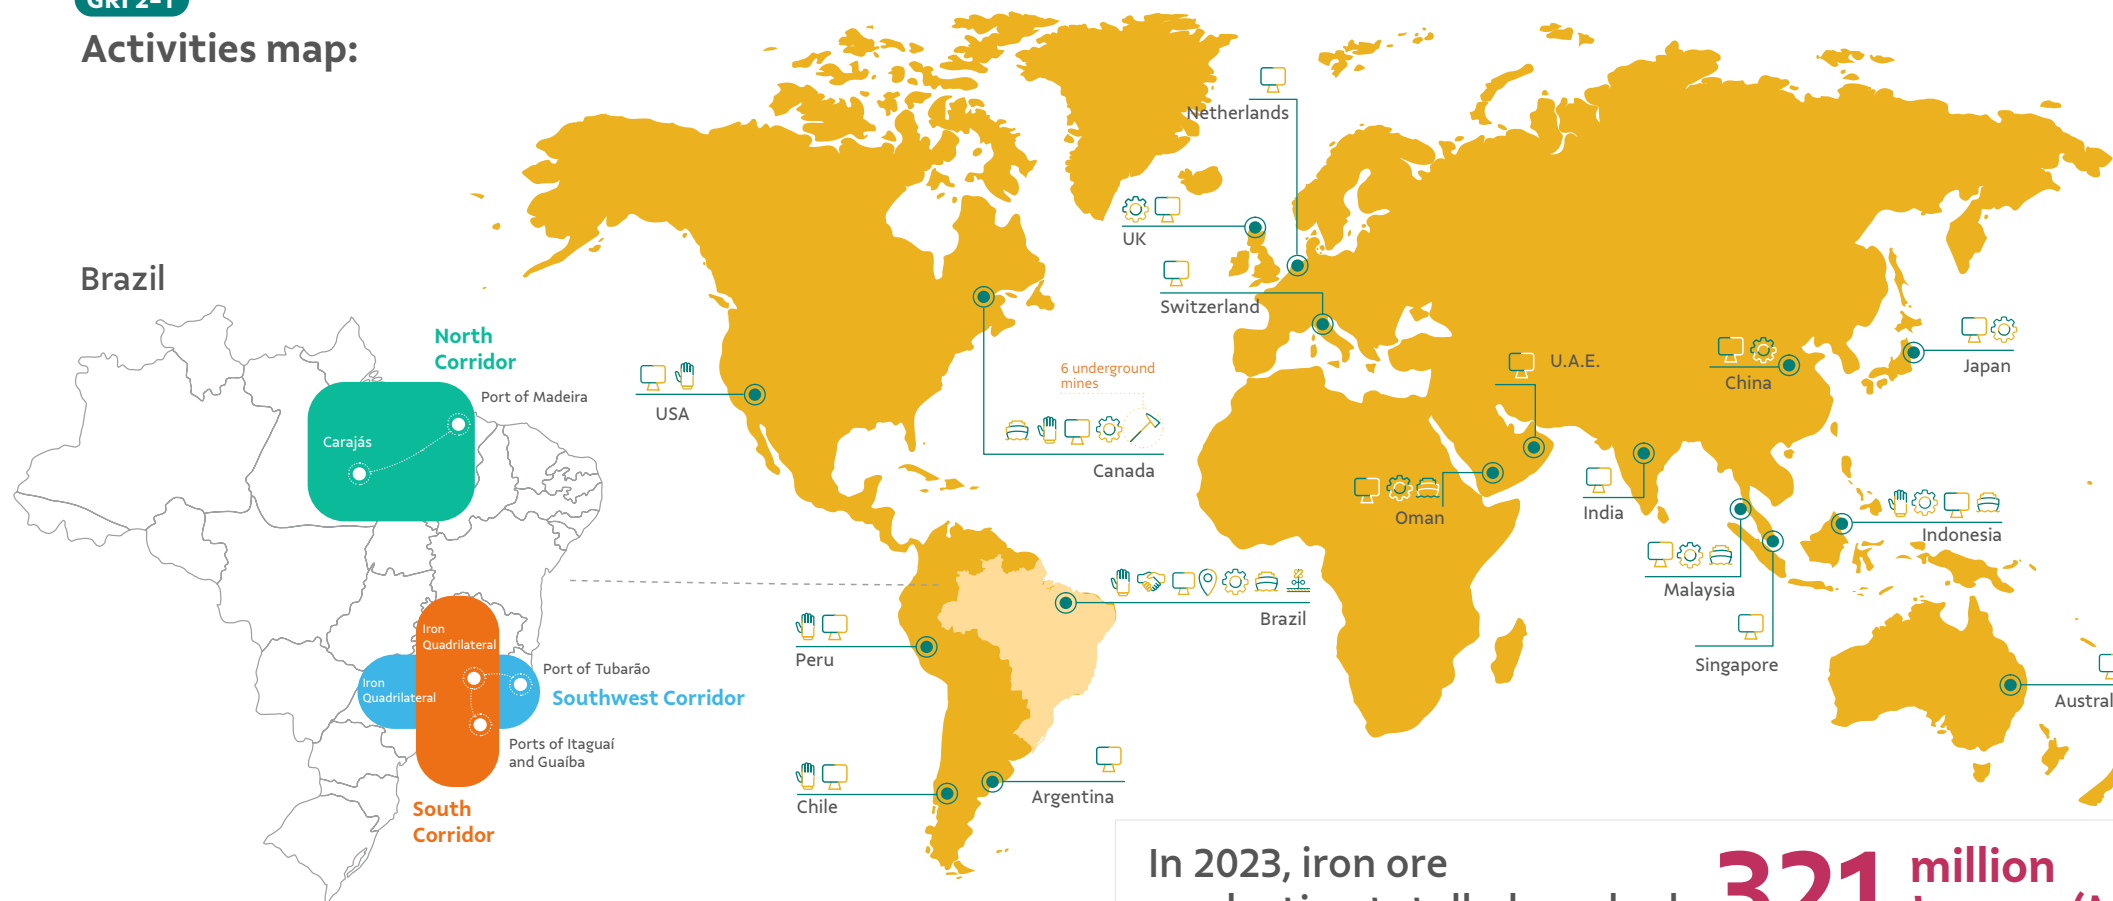 GRI 2-1
Activities map:
Netherlands
UK
Switzerland
Brazil
North
Corridor
Port of Madeira
Carajás
Iron
Quadrilateral
Iron
Quadrilateral
Port of Tubarão
Southwest Corridor
Ports of Itaguaí
and Guaíba
South
Corridor
USA
6 underground
mines
Canada
U.A.E.
China
Japan
Oman
India
Indonesia
Malaysia
Singapore
Brazil
Peru
Chile
Argentina
Austral
In 2023, iron ore
321 million